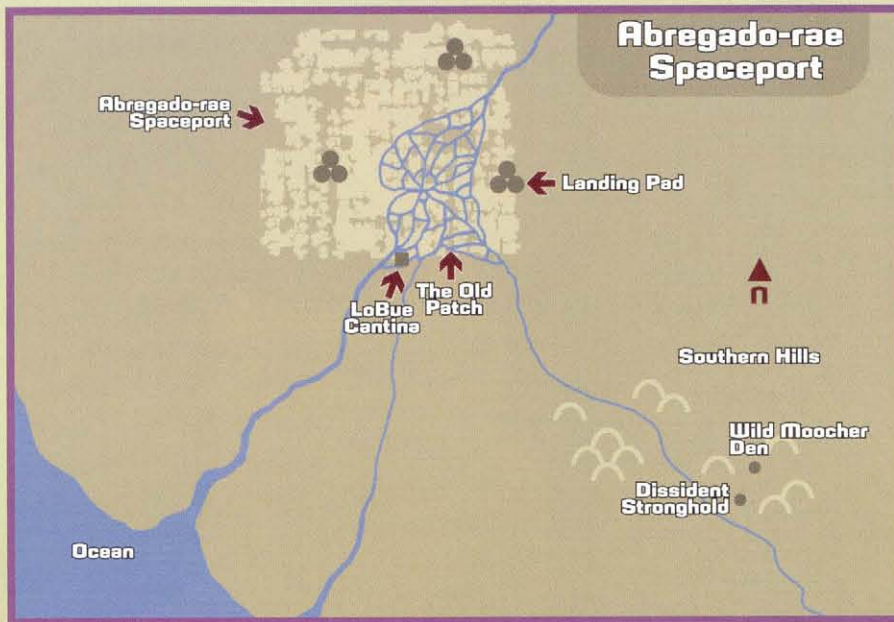 Abregado-rae
Spaceport
Abregado-rae
Spaceport
Landing Pad
LoBue
Cantina
The Old
Patch
n
Southern Hills
Wild Moocher
Den
Dissident
Stronghold
Ocean